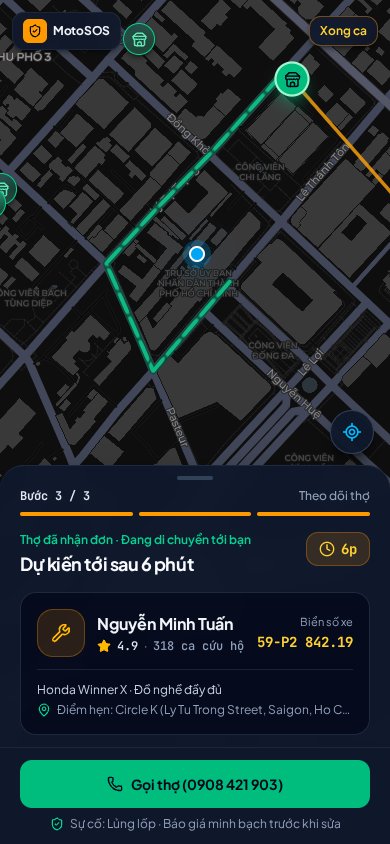 MotoSOS
Xong ca
HU PHỐ 3
Đồng Khở
CÔNG VIÊN
CHI LĂNG
Lê Thánh Tôn
TRỤ SỞ ỦY BAN
NHÂN DÂN THÀNH
PHỐ HỒ CHÍ MINH
ÔNG VIÊN BÁCH
TÙNG DIỆP
CÔNG VIÊN
ĐỐNG ĐA
Lê Lợi
Nguyễn Huệ
Pasteur
CÔNG VIÊN
Bước 3 / 3
Theo dõi thợ
Thợ đã nhận đơn · Đang di chuyển tới bạn
Dự kiến tới sau 6 phút
6p
Nguyễn Minh Tuấn
Biển số xe
4.9 · 318 ca cứu hộ
59-P2 842.19
Honda Winner X · Đồ nghề đầy đủ
Điểm hẹn: Circle K (Ly Tu Trong Street, Saigon, Ho C...
Gọi thợ (0908 421 903)
Sự cố: Lủng lốp · Báo giá minh bạch trước khi sửa